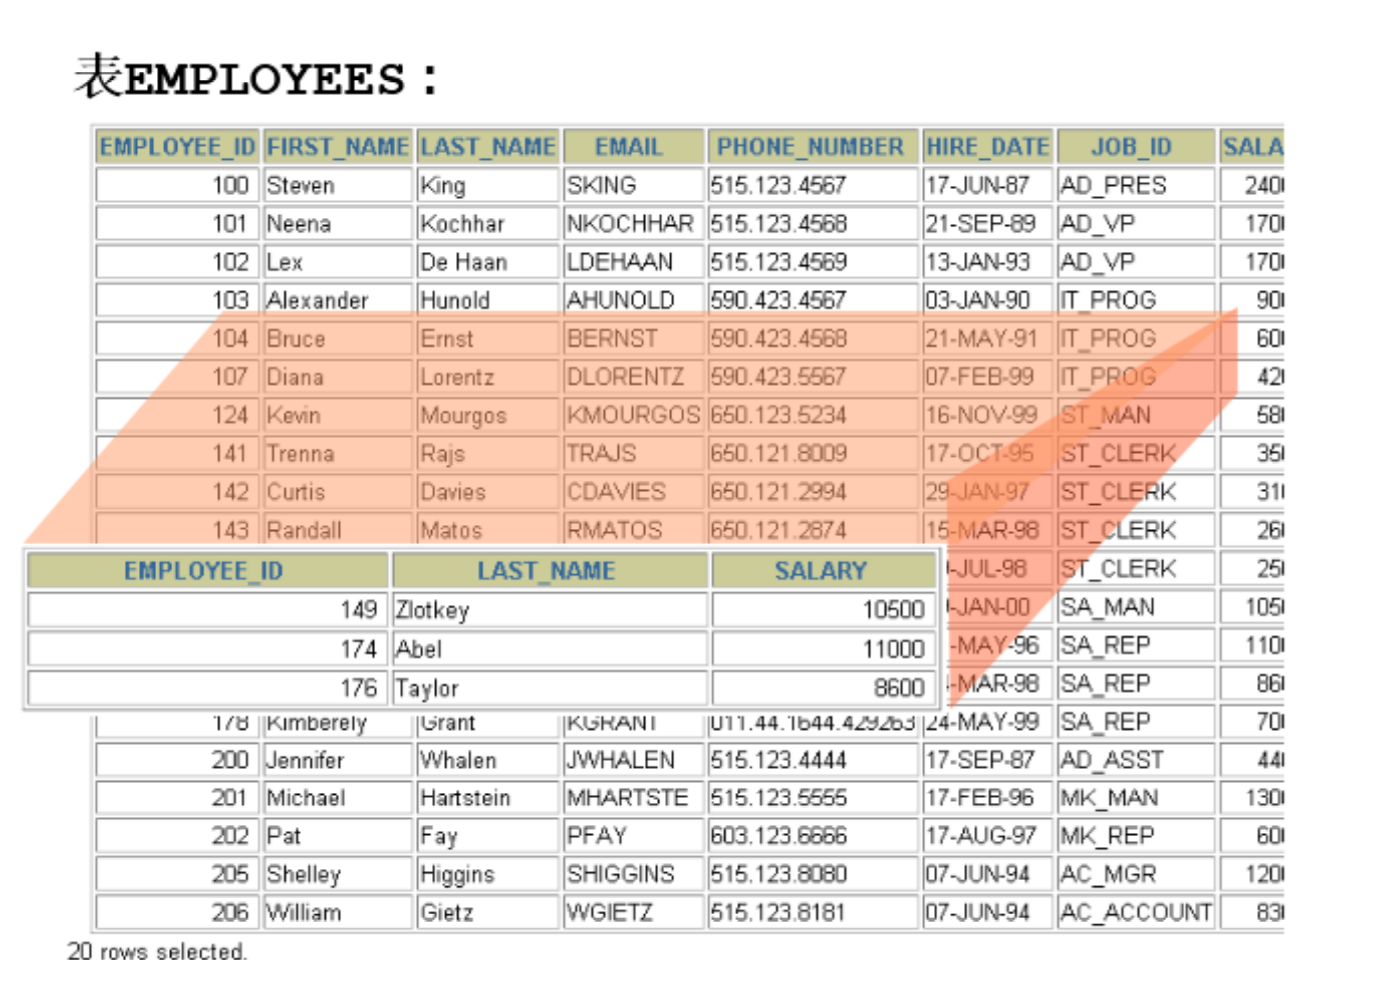 表EMPLOYEES：
EMPLOYEE_ID FIRST_NAME LAST_NAME EMAIL PHONE_NUMBER HIRE_DATE JOB_ID SALA
100 Steven King SKING 515.123.4567 17-JUN-87 AD_PRES 240
101 Neena Kochhar NKOCHHAR 515.123.4568 21-SEP-89 AD_VP 170
102 Lex De Haan LDEHAAN 515.123.4569 13-JAN-93 AD_VP 170
103 Alexander Hunold AHUNOLD 590.423.4567 03-JAN-90 IT_PROG 90
104 Bruce Ernst BERNST 590.423.4568 21-MAY-91 IT_PROG 60
107 Diana Lorentz DLORENTZ 590.423.5567 07-FEB-99 IT_PROG 42
124 Kevin Mourgos KMOURGOS 650.123.5234 16-NOV-99 ST_MAN 58
141 Trenna Rajs TRAJS 650.121.8009 17-OCT-95 ST_CLERK 35
142 Curtis Davies CDAVIES 650.121.2994 29-JAN-97 ST_CLERK 31
143 Randall Matos RMATOS 650.121.2874 15-MAR-98 ST_CLERK 26
EMPLOYEE_ID LAST_NAME SALARY
-JUL-98 ST_CLERK 25
149 Zlotkey 10500
-JAN-00 SA_MAN 105
174 Abel 11000
-MAY-96 SA_REP 110
176 Taylor 8600
-MAR-98 SA_REP 86
178 Kimberely Grant KGRANT 011.44.1644.429263 24-MAY-99 SA_REP 70
200 Jennifer Whalen JWHALEN 515.123.4444 17-SEP-87 AD_ASST 44
201 Michael Hartstein MHARTSTE 515.123.5555 17-FEB-96 MK_MAN 130
202 Pat Fay PFAY 603.123.6666 17-AUG-97 MK_REP 60
205 Shelley Higgins SHIGGINS 515.123.8080 07-JUN-94 AC_MGR 120
206 William Gietz WGIETZ 515.123.8181 07-JUN-94 AC_ACCOUNT 83
20 rows selected.